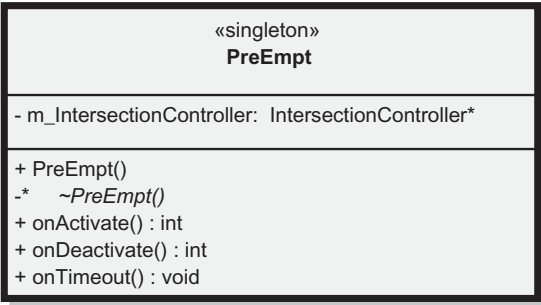 «singleton»
PreEmpt
- m_IntersectionController: IntersectionController*
+ PreEmpt()
-* ~PreEmpt()
+ onActivate() : int
+ onDeactivate() : int
+ onTimeout() : void